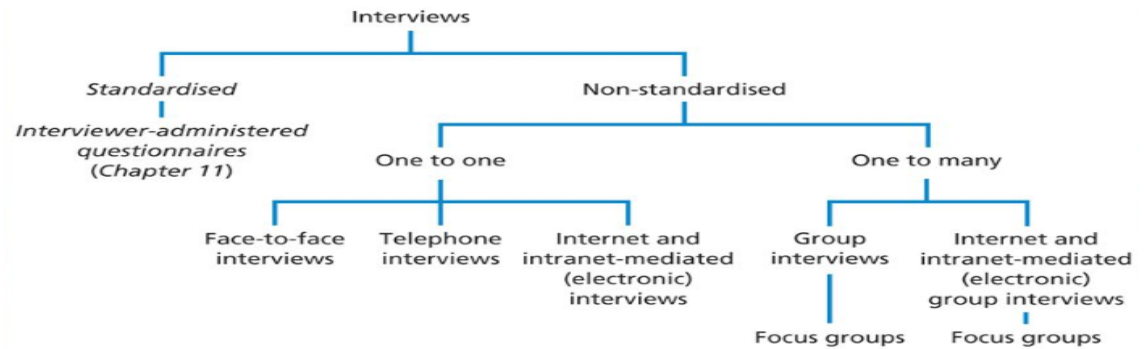 Interviews
Standardised
Non-standardised
Interviewer-administered
questionnaires
(Chapter 11)
One to one
One to many
Face-to-face
interviews
Telephone
interviews
Internet and
intranet-mediated
(electronic)
interviews
Group
interviews
Internet and
intranet-mediated
(electronic)
group interviews
Focus groups
Focus groups